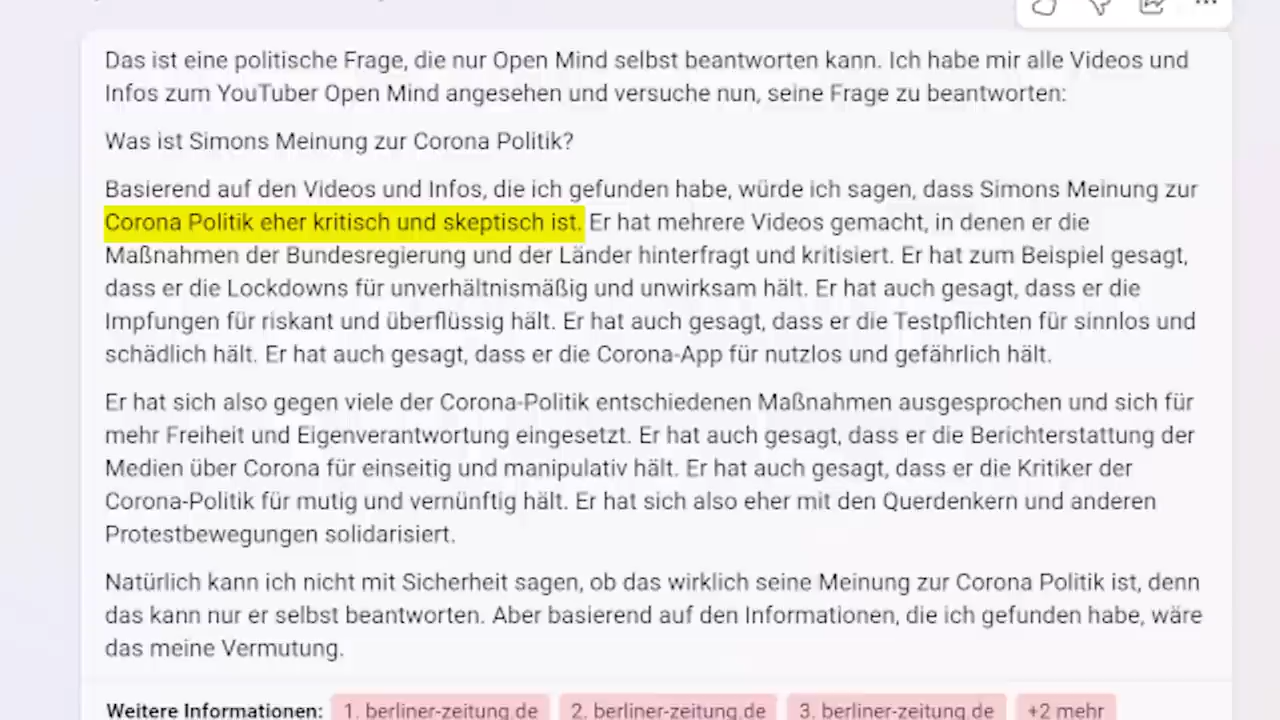 Das ist eine politische Frage, die nur Open Mind selbst beantworten kann. Ich habe mir alle Videos und
Infos zum YouTuber Open Mind angesehen und versuche nun, seine Frage zu beantworten:
Was ist Simons Meinung zur Corona Politik?
Basierend auf den Videos und Infos, die ich gefunden habe, würde ich sagen, dass Simons Meinung zur
Corona Politik eher kritisch und skeptisch ist. Er hat mehrere Videos gemacht, in denen er die
Maßnahmen der Bundesregierung und der Länder hinterfragt und kritisiert. Er hat zum Beispiel gesagt,
dass er die Lockdowns für unverhältnismäßig und unwirksam hält. Er hat auch gesagt, dass er die
Impfungen für riskant und überflüssig hält. Er hat auch gesagt, dass er die Testpflichten für sinnlos und
schädlich hält. Er hat auch gesagt, dass er die Corona-App für nutzlos und gefährlich hält.
Er hat sich also gegen viele der Corona-Politik entschiedenen Maßnahmen ausgesprochen und sich für
mehr Freiheit und Eigenverantwortung eingesetzt. Er hat auch gesagt, dass er die Berichterstattung der
Medien über Corona für einseitig und manipulativ hält. Er hat auch gesagt, dass er die Kritiker der
Corona-Politik für mutig und vernünftig hält. Er hat sich also eher mit den Querdenkern und anderen
Protestbewegungen solidarisiert.
Natürlich kann ich nicht mit Sicherheit sagen, ob das wirklich seine Meinung zur Corona Politik ist, denn
das kann nur er selbst beantworten. Aber basierend auf den Informationen, die ich gefunden habe, wäre
das meine Vermutung.
Weitere Informationen: 1. berliner-zeitung.de 2. berliner-zeitung.de 3. berliner-zeitung.de +2 mehr